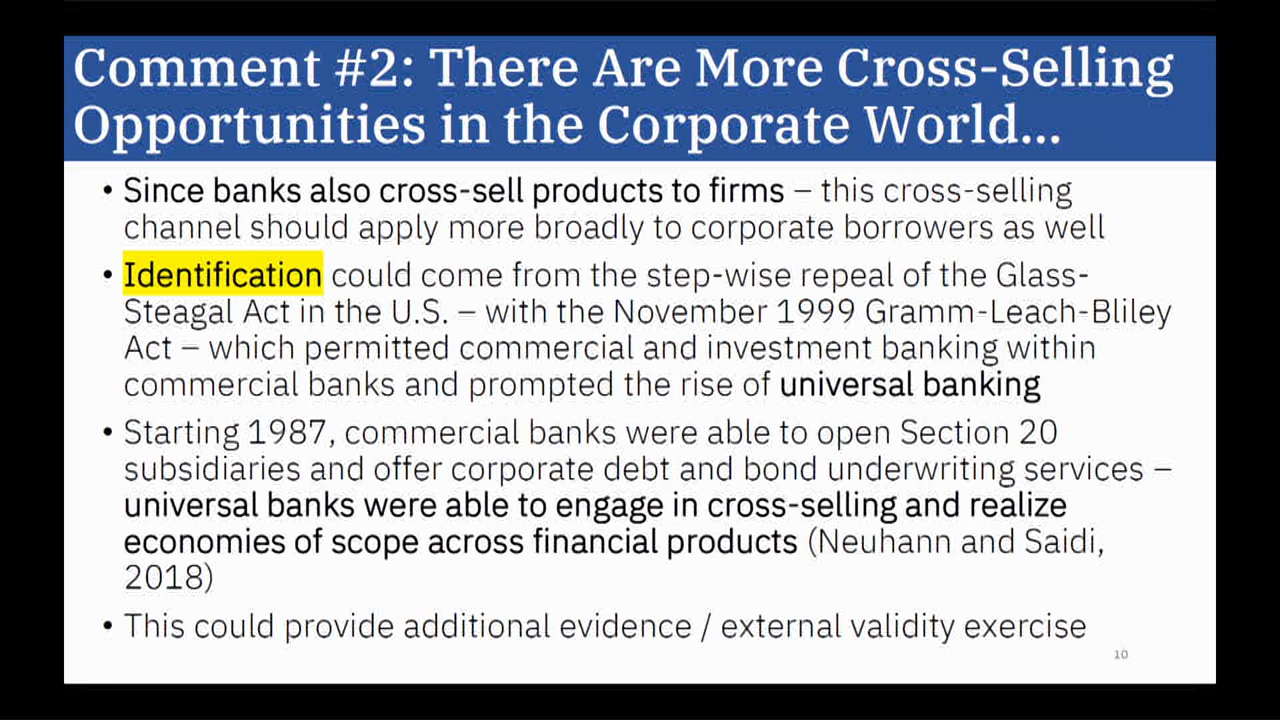 Comment #2: There Are More Cross-Selling
Opportunities in the Corporate World...
• Since banks also cross-sell products to firms – this cross-selling
channel should apply more broadly to corporate borrowers as well
• Identification could come from the step-wise repeal of the Glass-
Steagal Act in the U.S. – with the November 1999 Gramm-Leach-Bliley
Act – which permitted commercial and investment banking within
commercial banks and prompted the rise of universal banking
• Starting 1987, commercial banks were able to open Section 20
subsidiaries and offer corporate debt and bond underwriting services –
universal banks were able to engage in cross-selling and realize
economies of scope across financial products (Neuhann and Saidi,
2018)
• This could provide additional evidence / external validity exercise
10